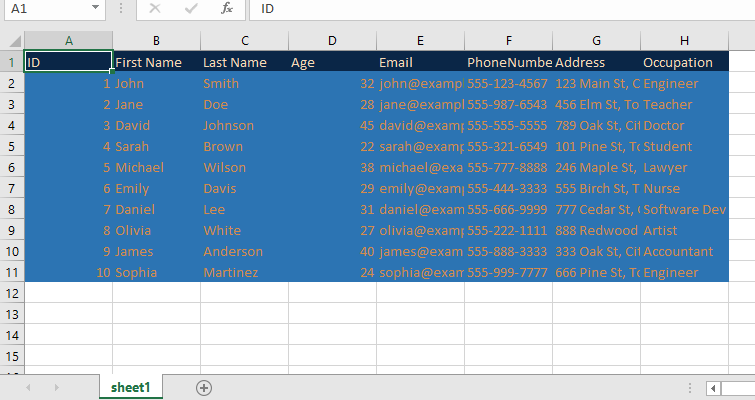 A1 fx ID
A B C D E F G H
1 ID First Name Last Name Age Email PhoneNumbe Address Occupation
2 1 John Smith 32 john@examp 555-123-4567 123 Main St, C Engineer
3 2 Jane Doe 28 jane@exampl 555-987-6543 456 Elm St, To Teacher
4 3 David Johnson 45 david@examp 555-555-5555 789 Oak St, Cit Doctor
5 4 Sarah Brown 22 sarah@examp 555-321-6549 101 Pine St, To Student
6 5 Michael Wilson 38 michael@exa 555-777-8888 246 Maple St, Lawyer
7 6 Emily Davis 29 emily@examp 555-444-3333 555 Birch St, T Nurse
8 7 Daniel Lee 31 daniel@exam 555-666-9999 777 Cedar St, Software Dev
9 8 Olivia White 27 olivia@examp 555-222-1111 888 Redwood Artist
10 9 James Anderson 40 james@exam 555-888-3333 333 Oak St, Cit Accountant
11 10 Sophia Martinez 24 sophia@exam 555-999-7777 666 Pine St, To Engineer
12
13
14
15
sheet1